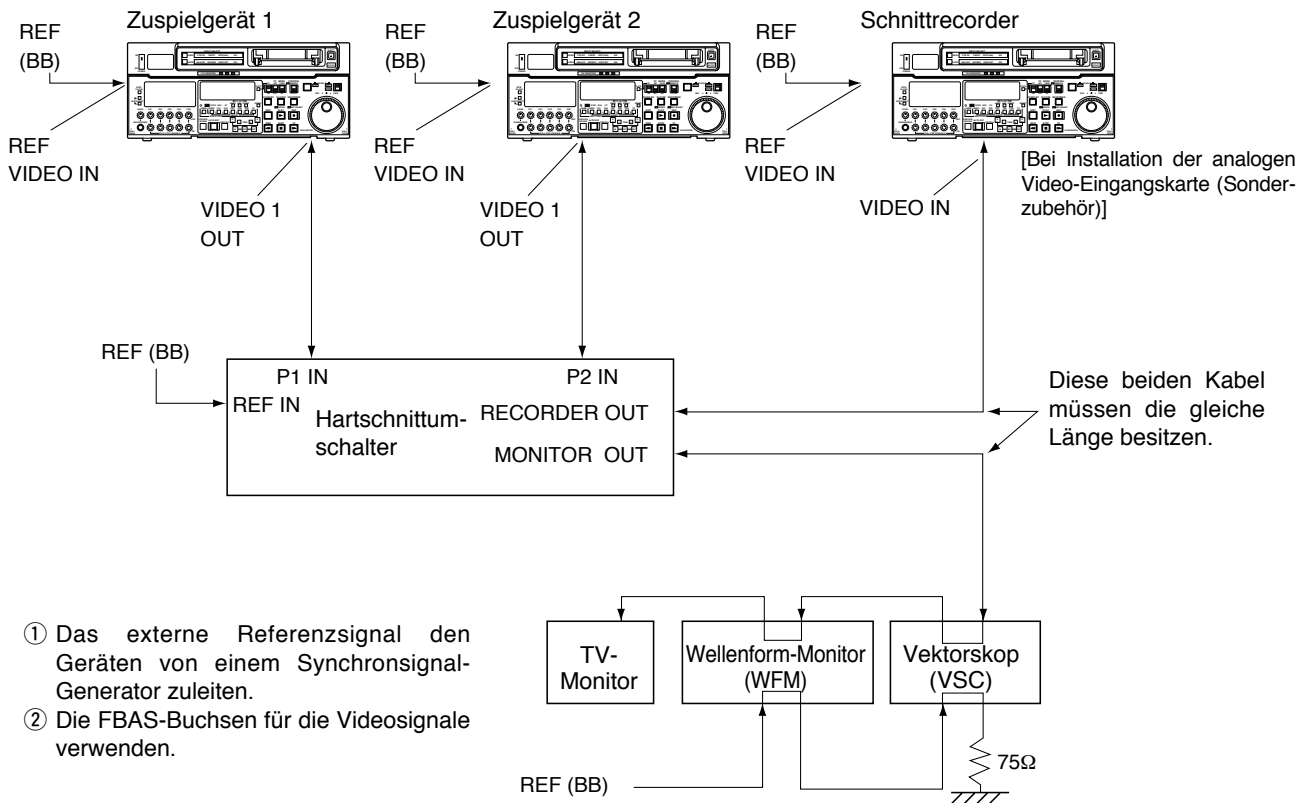 Zuspielgerät 1
Zuspielgerät 2
Schnittrecorder
REF
(BB)
REF
(BB)
REF
(BB)
REF
VIDEO IN
REF
VIDEO IN
REF
VIDEO IN
VIDEO 1
OUT
VIDEO 1
OUT
VIDEO IN
[Bei Installation der analogen
Video-Eingangskarte (Sonder-
zubehör)]
REF (BB)
P1 IN
P2 IN
REF IN
Hartschnittum-
schalter
RECORDER OUT
MONITOR OUT
Diese beiden Kabel
müssen die gleiche
Länge besitzen.
① Das externe Referenzsignal den
Geräten von einem Synchronsignal-
Generator zuleiten.
② Die FBAS-Buchsen für die Videosignale
verwenden.
TV-
Monitor
Wellenform-Monitor
(WFM)
Vektorskop
(VSC)
75Ω
REF (BB)